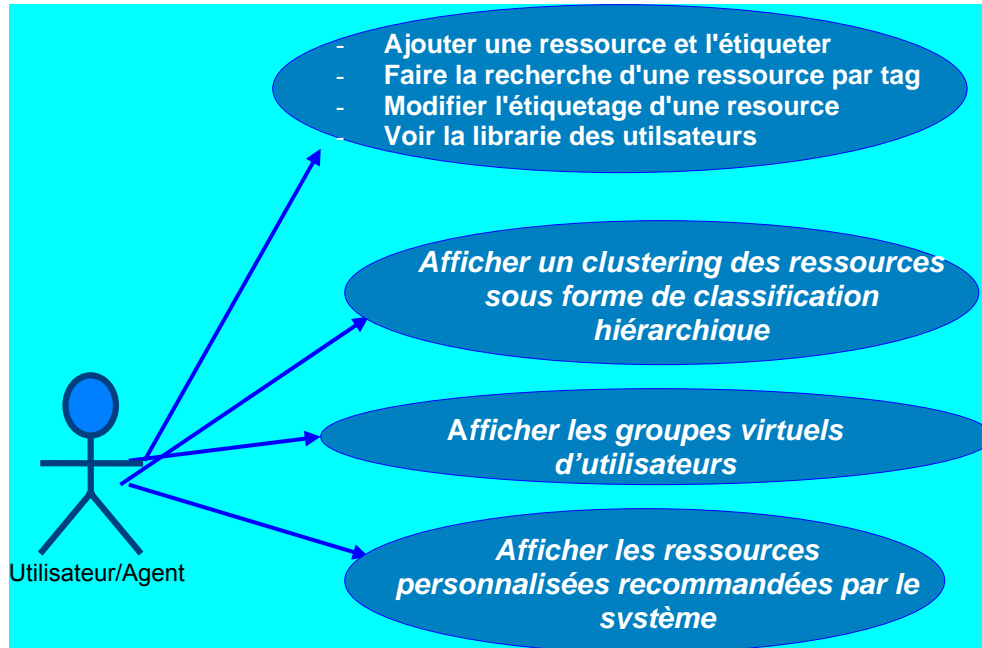 - Ajouter une ressource et l'étiqueter
- Faire la recherche d'une ressource par tag
- Modifier l'étiquetage d'une resource
- Voir la librarie des utilsateurs
Afficher un clustering des ressources
sous forme de classification
hiérarchique
Afficher les groupes virtuels
d’utilisateurs
Afficher les ressources
personnalisées recommandées par le
système
Utilisateur/Agent